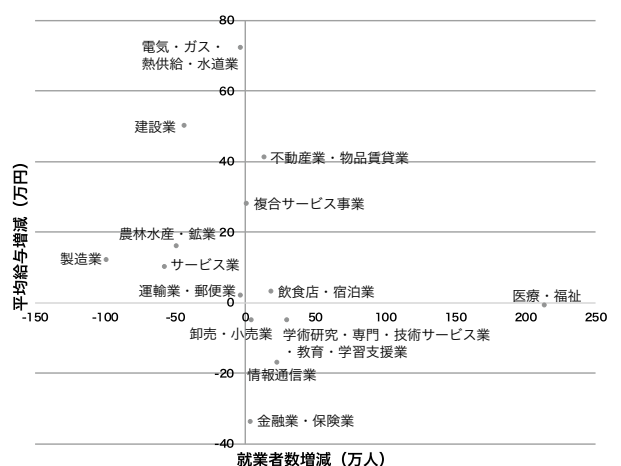 80
電気・ガス・
熱供給・水道業
60
建設業
不動産業・物品賃貸業
40
複合サービス事業
農林水産・鉱業
20
製造業
サービス業
運輸業・郵便業
飲食店・宿泊業
医療・福祉
0
-150
-100
-50
0
50
100
150
200
250
卸売・小売業
学術研究・専門・技術サービス業
・教育・学習支援業
-20
情報通信業
金融業・保険業
-40
平均給与増減（万円）
就業者数増減（万人）